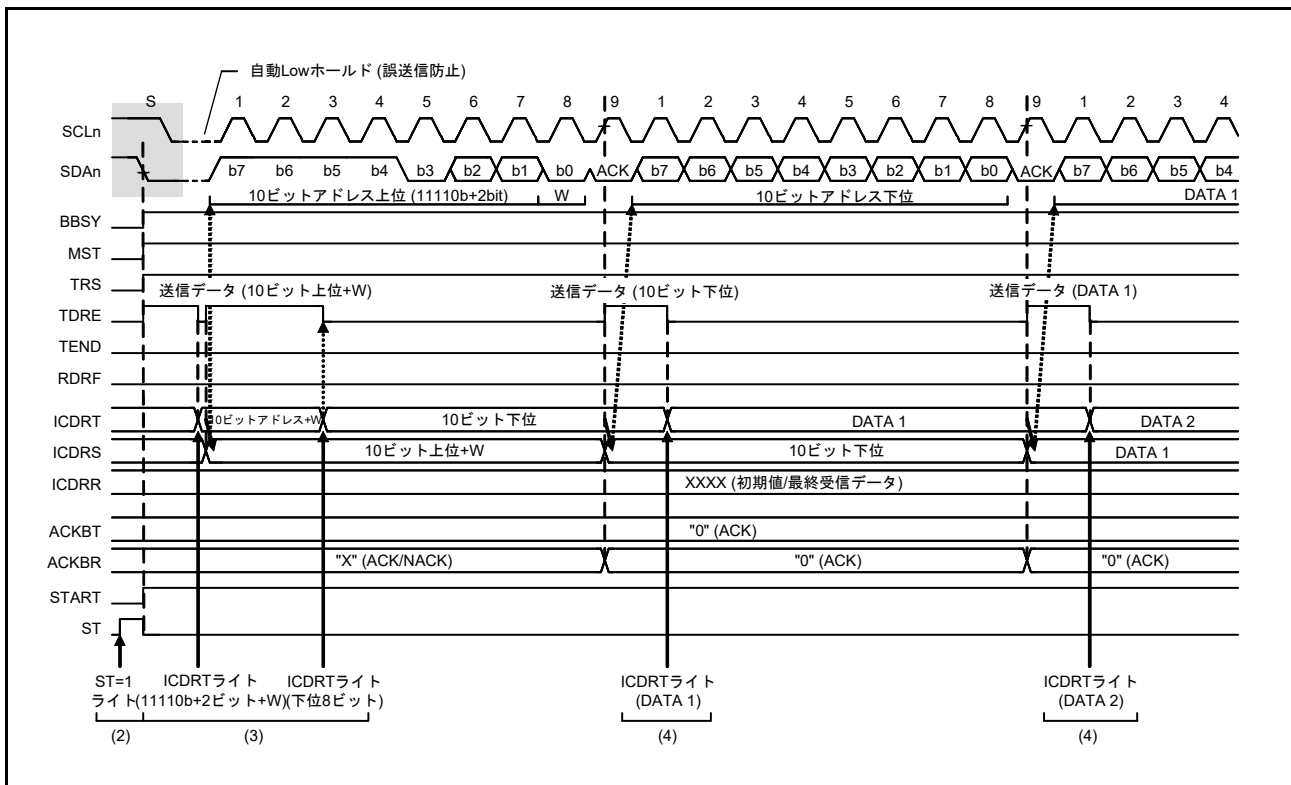 自動Lowホールド (誤送信防止)
S 1 2 3 4 5 6 7 8 9 1 2 3 4 5 6 7 8 9 1 2 3 4
SCLn
SDAn b7 b6 b5 b4 b3 b2 b1 b0 ACK b7 b6 b5 b4 b3 b2 b1 b0 ACK b7 b6 b5 b4
10ビットアドレス上位 (11110b+2bit) W 10ビットアドレス下位 DATA 1
BBSY
MST
TRS
送信データ (10ビット上位+W) 送信データ (10ビット下位) 送信データ (DATA 1)
TDRE
TEND
RDRF
ICDRT 10ビットアドレス+W 10ビット下位 DATA 1 DATA 2
ICDRS 10ビット上位+W 10ビット下位 DATA 1
ICDRR XXXX (初期値/最終受信データ)
ACKBT "0" (ACK)
ACKBR "X" (ACK/NACK) "0" (ACK) "0" (ACK)
START
ST
ST=1 ICDRTライト ICDRTライト ICDRTライト ICDRTライト
ライト (11110b+2ビット+W) (下位8ビット) (DATA 1) (DATA 2)
(2) (3) (4) (4)